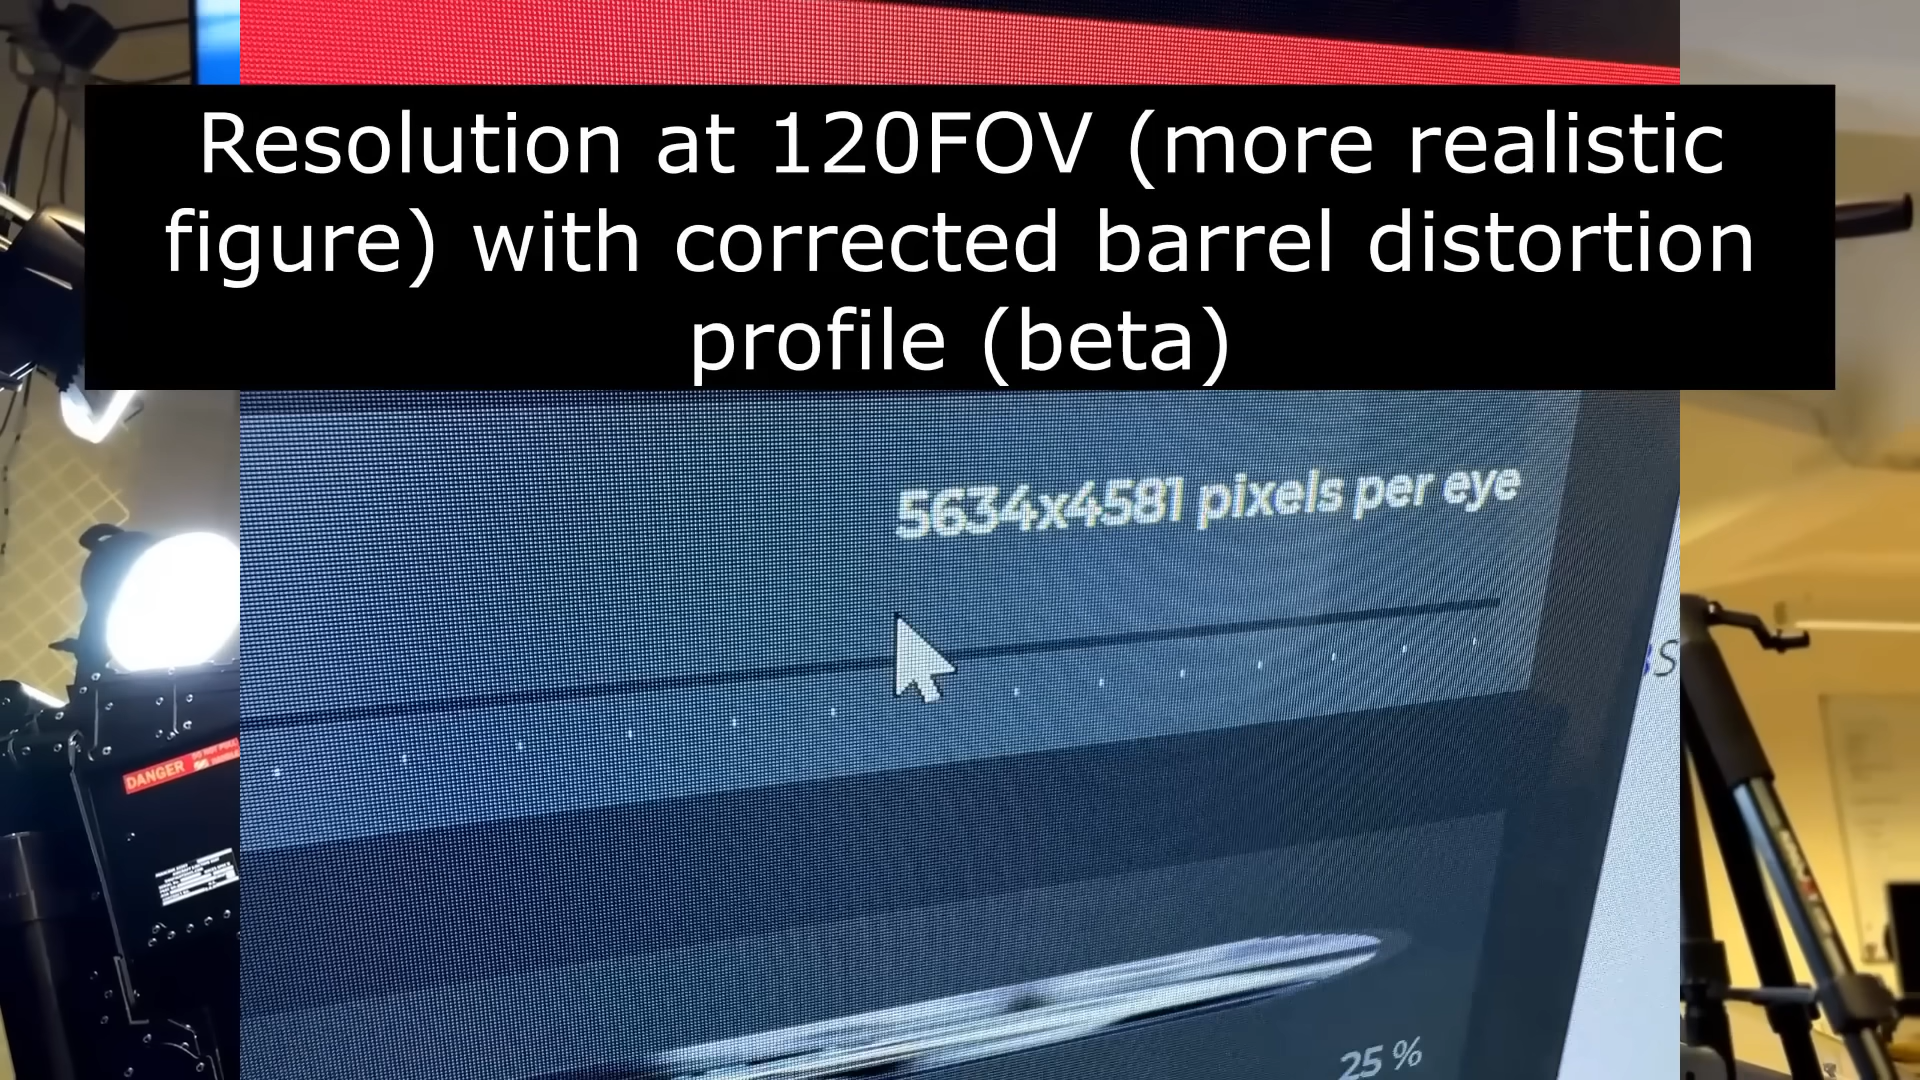 Resolution at 120FOV (more realistic
figure) with corrected barrel distortion
profile (beta)
5634x4581 pixels per eye
DANGER
25 %